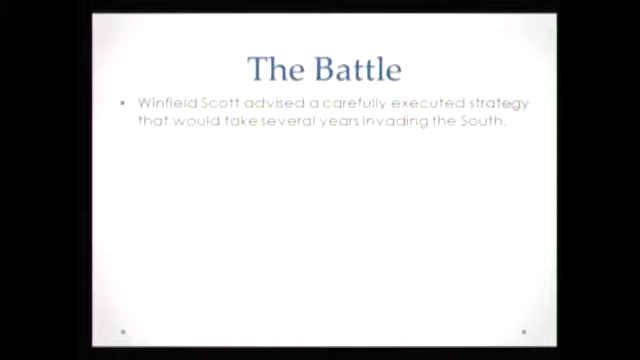 The Battle
• Winfield Scott advised a carefully executed strategy
that would take several years invading the South.